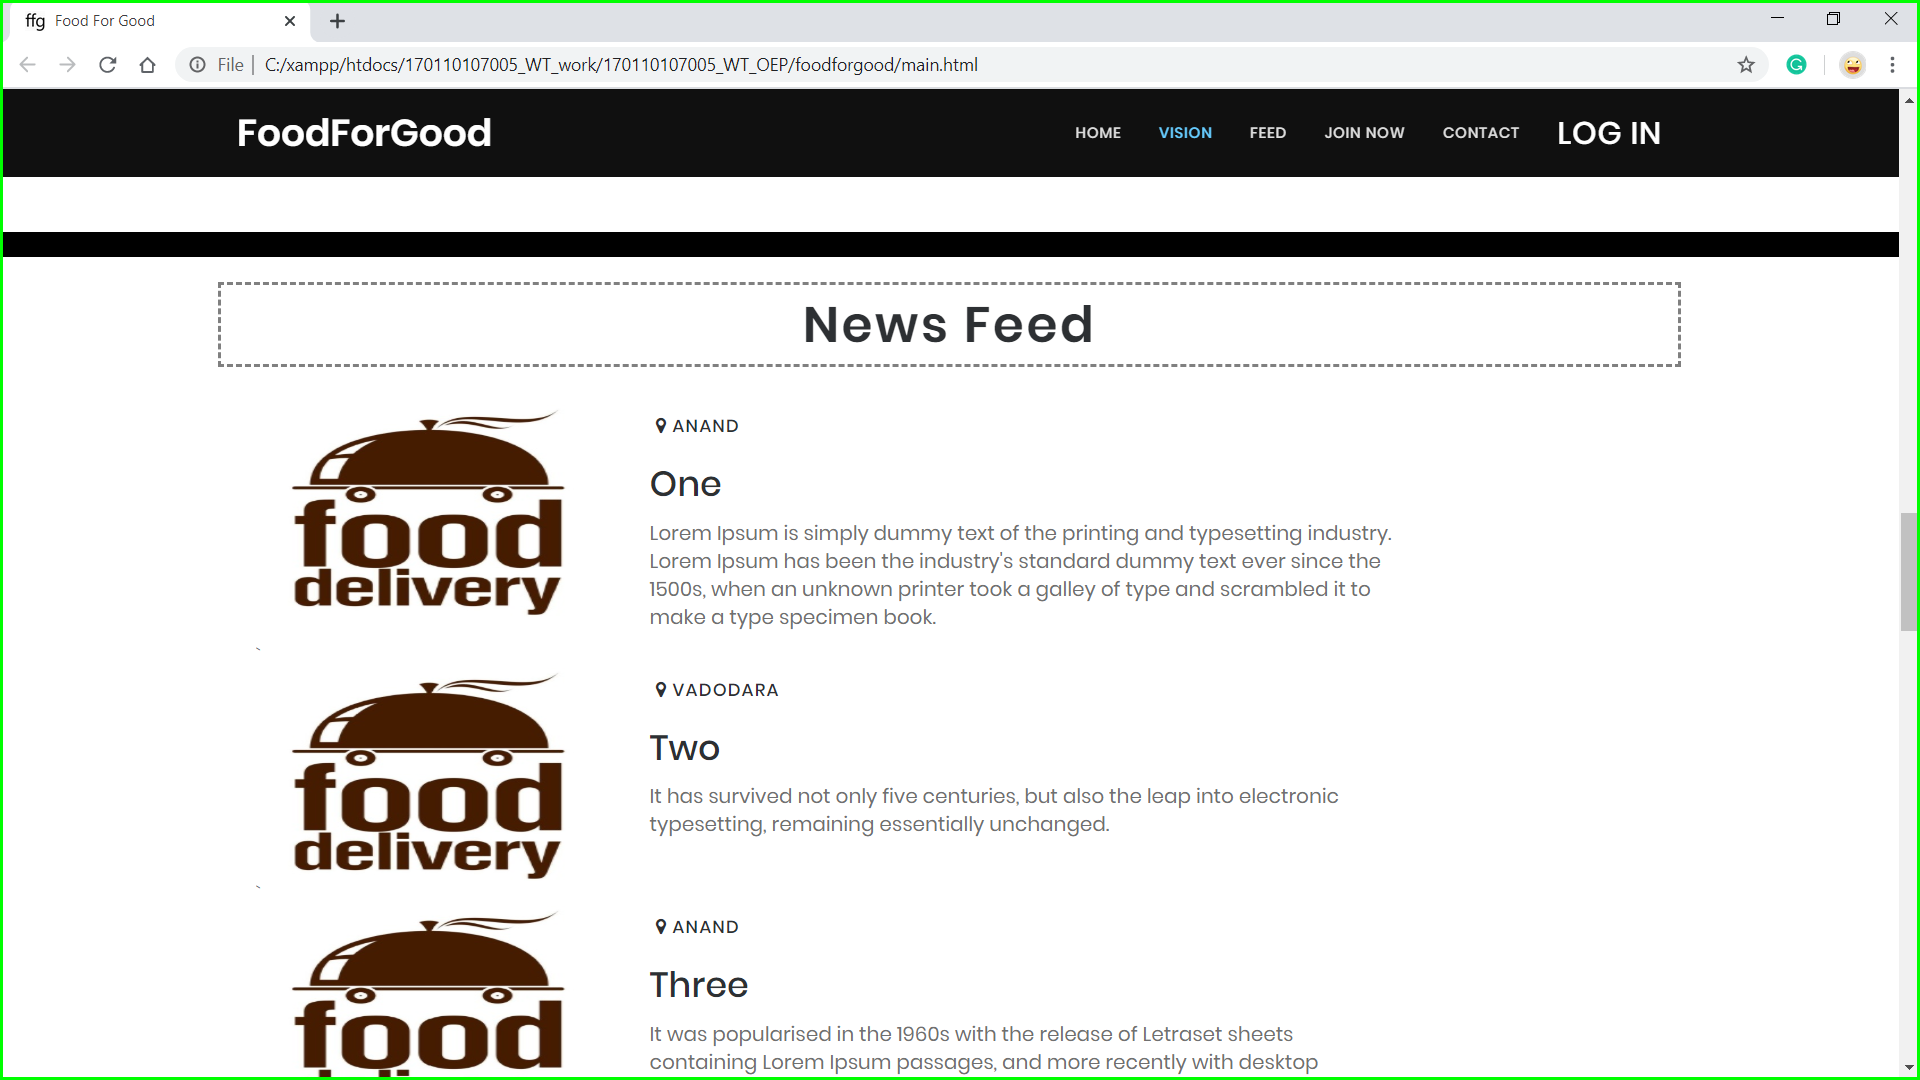 ffg Food For Good
File | C:/xampp/htdocs/170110107005_WT_work/170110107005_WT_OEP/foodforgood/main.html
FoodForGood HOME VISION FEED JOIN NOW CONTACT LOG IN
News Feed
food
delivery
ANAND
One
Lorem Ipsum is simply dummy text of the printing and typesetting industry.
Lorem Ipsum has been the industry's standard dummy text ever since the
1500s, when an unknown printer took a galley of type and scrambled it to
make a type specimen book.
`
food
delivery
VADODARA
Two
It has survived not only five centuries, but also the leap into electronic
typesetting, remaining essentially unchanged.
`
food
ANAND
Three
It was popularised in the 1960s with the release of Letraset sheets
containing Lorem Ipsum passages, and more recently with desktop